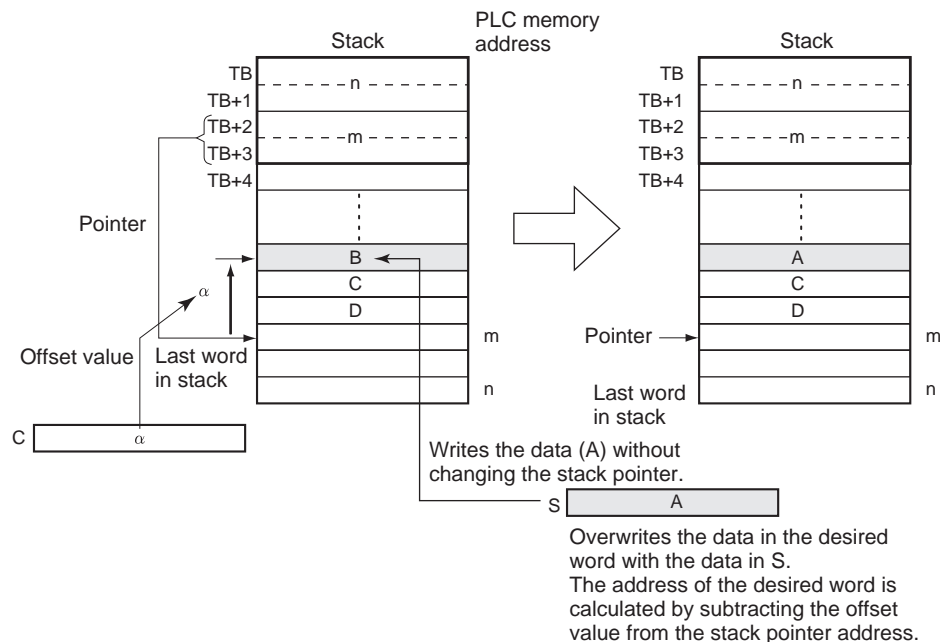 PLC memory
address
Stack
Stack
TB
n
TB+1
TB+2
m
TB+3
TB+4
Pointer
B
C
D
α
m
Offset value
Last word
in stack
n
C
α
TB
n
TB+1
TB+2
m
TB+3
TB+4
A
C
D
Pointer
m
Last word
in stack
n
Writes the data (A) without
changing the stack pointer.
S
A
Overwrites the data in the desired
word with the data in S.
The address of the desired word is
calculated by subtracting the offset
value from the stack pointer address.